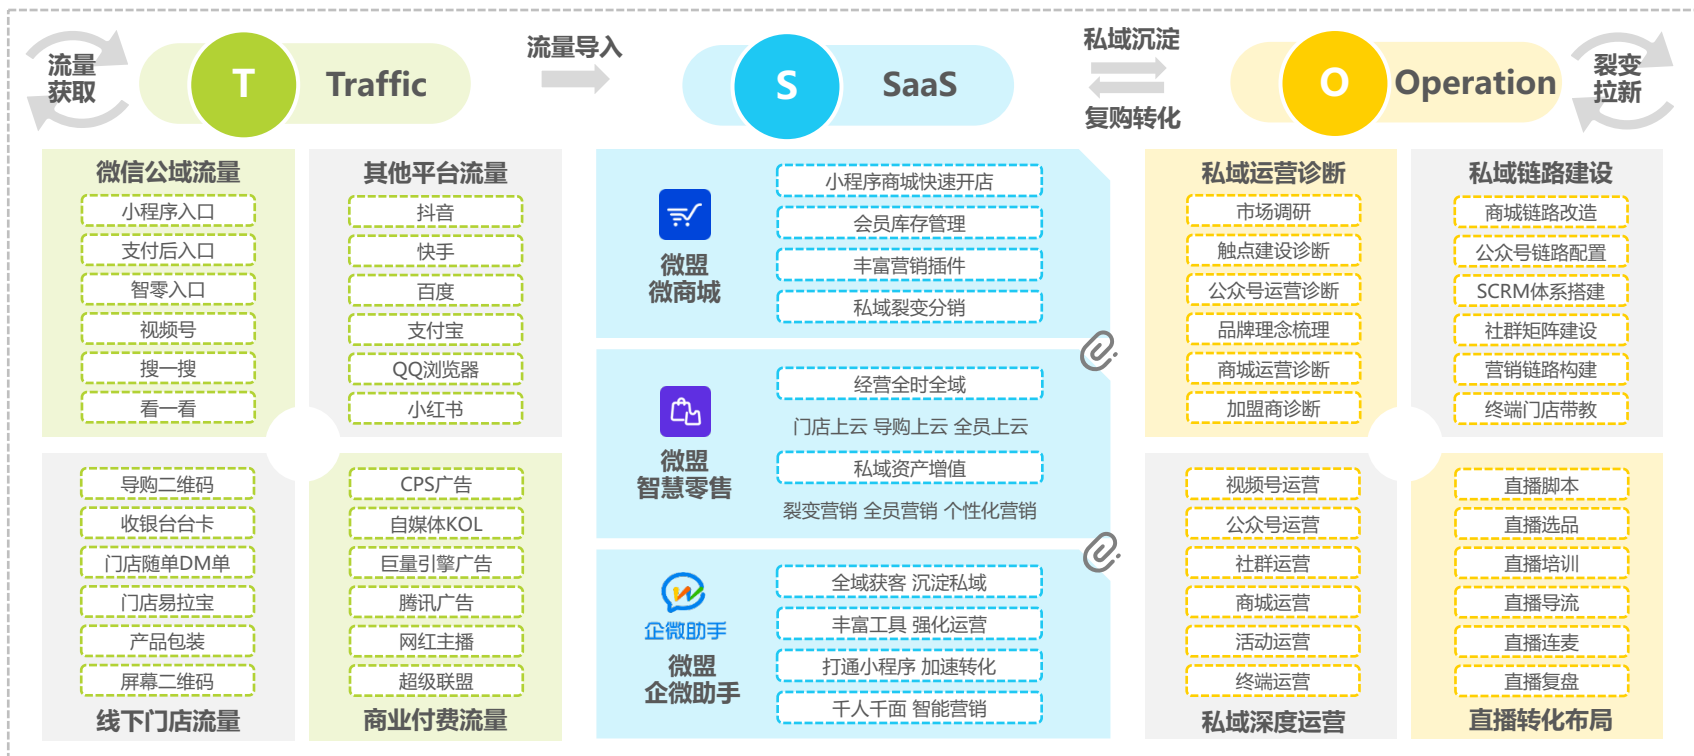 流量
获取
T
Traffic
流量导入
S
SaaS
私域沉淀
复购转化
O
Operation
裂变
拉新
微信公域流量
小程序入口
支付后入口
智零入口
视频号
搜一搜
看一看
其他平台流量
抖音
快手
百度
支付宝
QQ浏览器
小红书
导购二维码
收银台台卡
门店随单DM单
门店易拉宝
产品包装
屏幕二维码
线下门店流量
CPS广告
自媒体KOL
巨量引擎广告
腾讯广告
网红主播
超级联盟
商业付费流量
微盟
微商城
小程序商城快速开店
会员库存管理
丰富营销插件
私域裂变分销
微盟
智慧零售
经营全时全域
门店上云 导购上云 全员上云
私域资产增值
裂变营销 全员营销 个性化营销
企微助手
微盟
企微助手
全域获客 沉淀私域
丰富工具 强化运营
打通小程序 加速转化
千人千面 智能营销
私域运营诊断
市场调研
触点建设诊断
公众号运营诊断
品牌理念梳理
商城运营诊断
加盟商诊断
私域链路建设
商城链路改造
公众号链路配置
SCRM体系搭建
社群矩阵建设
营销链路构建
终端门店带教
视频号运营
公众号运营
社群运营
商城运营
活动运营
终端运营
私域深度运营
直播脚本
直播选品
直播培训
直播导流
直播连麦
直播复盘
直播转化布局